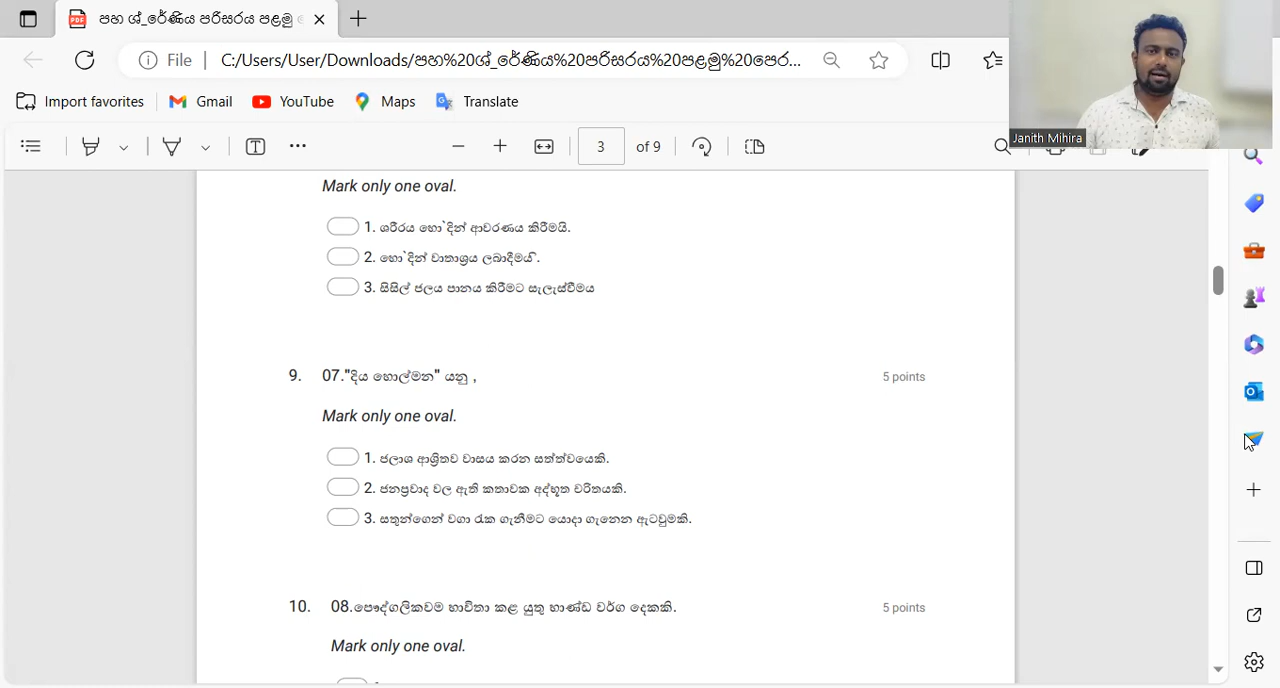 පහ ශ්_රේණිය පරිසරය පළමු
File C:/Users/User/Downloads/පහ%20ශ්_රේණිය%20පරිසරය%20පළමු%20පෙර...
Import favorites Gmail YouTube Maps Translate
3 of 9
Janith Mihira
Mark only one oval.
1. ශරීරය හො`දින් ආවරණය කිරීමයි.
2. හො`දින් වාතාශ්‍රය ලබාදීමයි.
3. සිසිල් ජලය පානය කිරීමට සැලැස්වීමය
9. 07."දිය හොල්මන" යනු , 5 points
Mark only one oval.
1. ජලාශ ආශ්‍රිතව වාසය කරන සත්ත්වයෙකි.
2. ජනප්‍රවාද වල ඇති කතාවක අද්භූත චරිතයකි.
3. සතුන්ගෙන් වගා රැක ගැනීමට යොදා ගැනෙන ඇටවුමකි.
10. 08.පෞද්ගලිකවම භාවිතා කළ යුතු භාණ්ඩ වර්ග දෙකකි. 5 points
Mark only one oval.